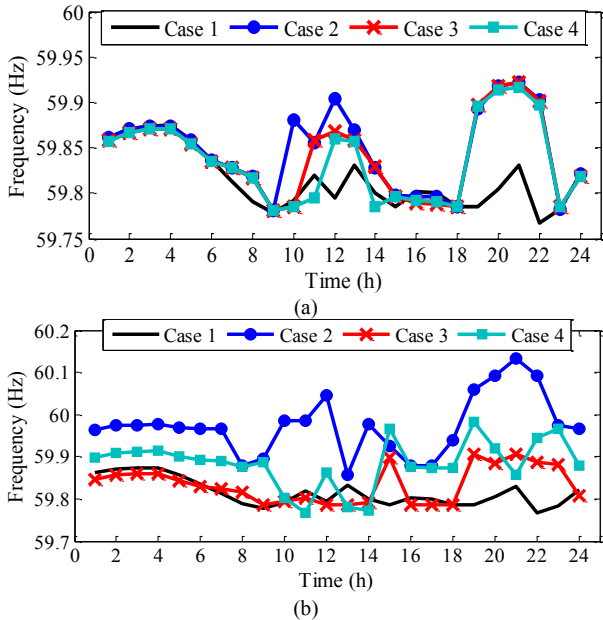 60
59.95
59.9
59.85
59.8
59.75
Frequency (Hz)
Case 1 Case 2 Case 3 Case 4
0 2 4 6 8 10 12 14 16 18 20 22 24
Time (h)
(a)
60.2
60.1
60
59.9
59.8
59.7
Frequency (Hz)
Case 1 Case 2 Case 3 Case 4
0 2 4 6 8 10 12 14 16 18 20 22 24
Time (h)
(b)